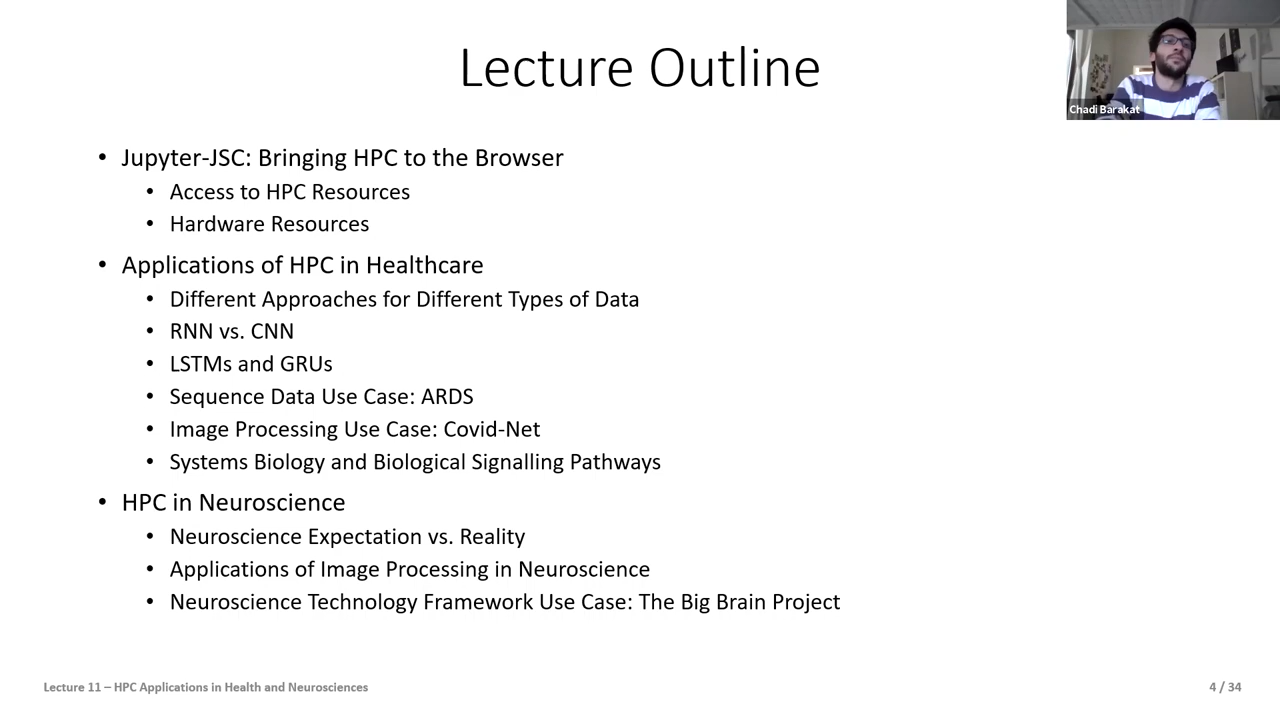 Lecture Outline
Chadi Barakat
• Jupyter-JSC: Bringing HPC to the Browser
• Access to HPC Resources
• Hardware Resources
• Applications of HPC in Healthcare
• Different Approaches for Different Types of Data
• RNN vs. CNN
• LSTMs and GRUs
• Sequence Data Use Case: ARDS
• Image Processing Use Case: Covid-Net
• Systems Biology and Biological Signalling Pathways
• HPC in Neuroscience
• Neuroscience Expectation vs. Reality
• Applications of Image Processing in Neuroscience
• Neuroscience Technology Framework Use Case: The Big Brain Project
Lecture 11 – HPC Applications in Health and Neurosciences
4 / 34